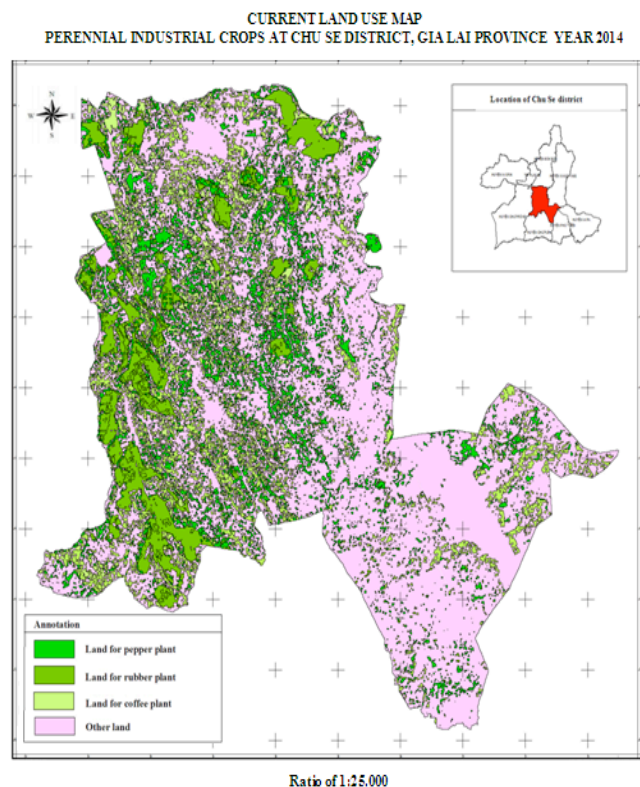 CURRENT LAND USE MAP
PERENNIAL INDUSTRIAL CROPS AT CHU SE DISTRICT, GIA LAI PROVINCE YEAR 2014
N
W E
S
Location of Chu Se district
Annotation
Land for pepper plant
Land for rubber plant
Land for coffee plant
Other land
Ratio of 1:25.000